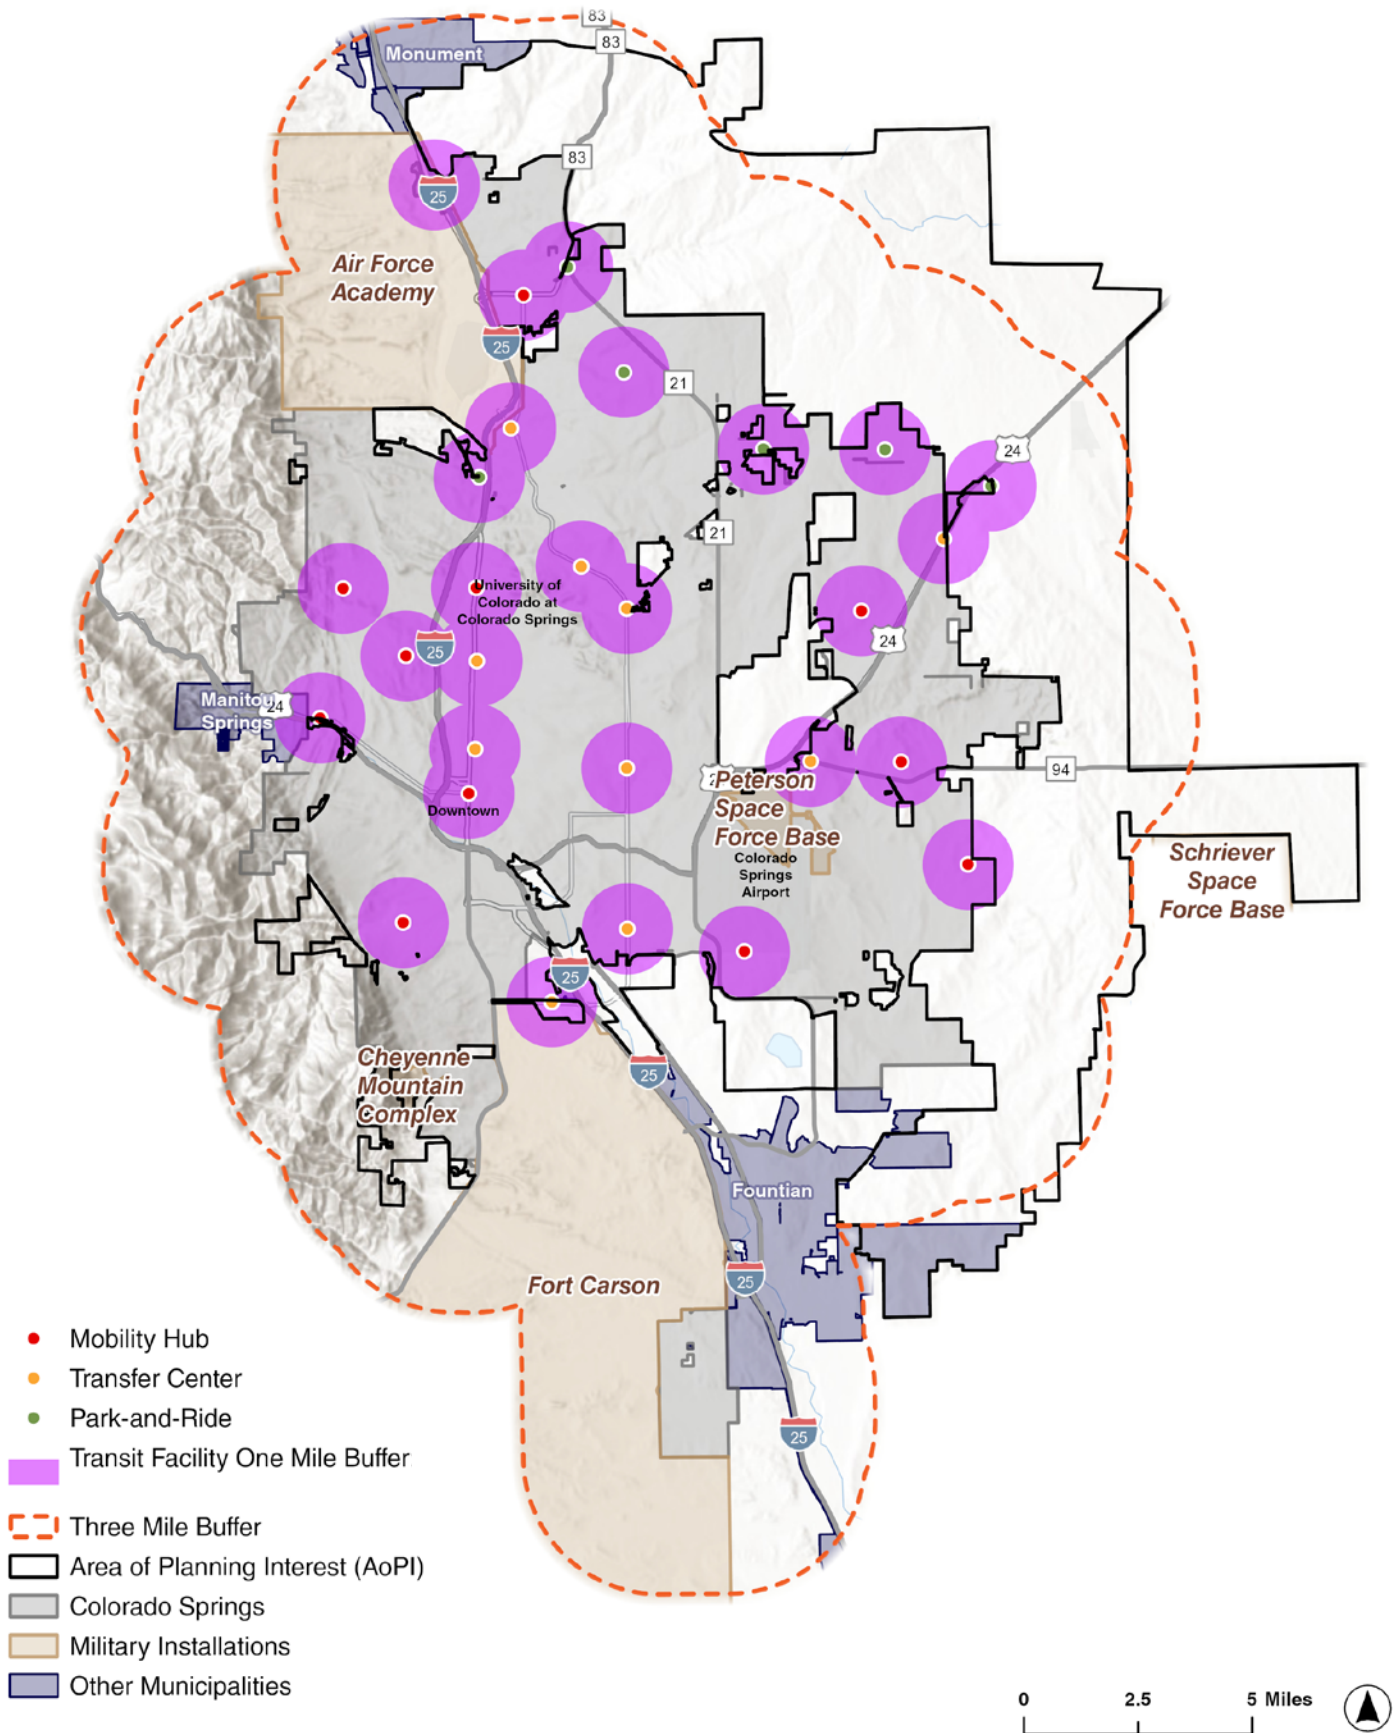 83
83
Monument
83
25
Air Force
Academy
25
21
24
21
University of
Colorado at
Colorado Springs
25
24
Manitou
Springs
24
94
Peterson
Space
Force Base
Downtown
Colorado
Springs
Airport
Schriever
Space
Force Base
25
Cheyenne
Mountain
Complex
25
Fountian
25
Fort Carson
25
Mobility Hub
Transfer Center
Park-and-Ride
Transit Facility One Mile Buffer
Three Mile Buffer
Area of Planning Interest (AoPI)
Colorado Springs
Military Installations
Other Municipalities
0 2.5 5 Miles